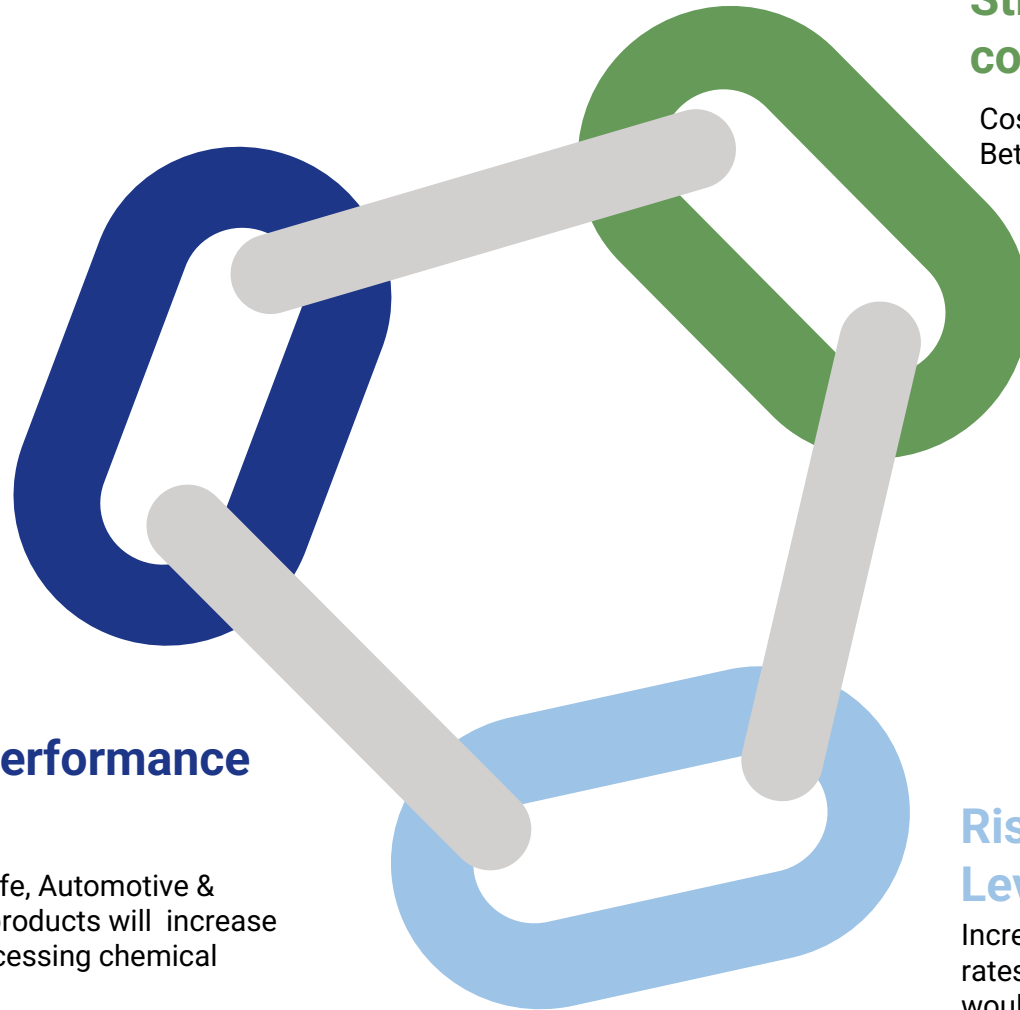 co
Cos
Bet
erformance
fe, Automotive &
roducts will increase
cessing chemical
Ris
Lev
Incre
rates